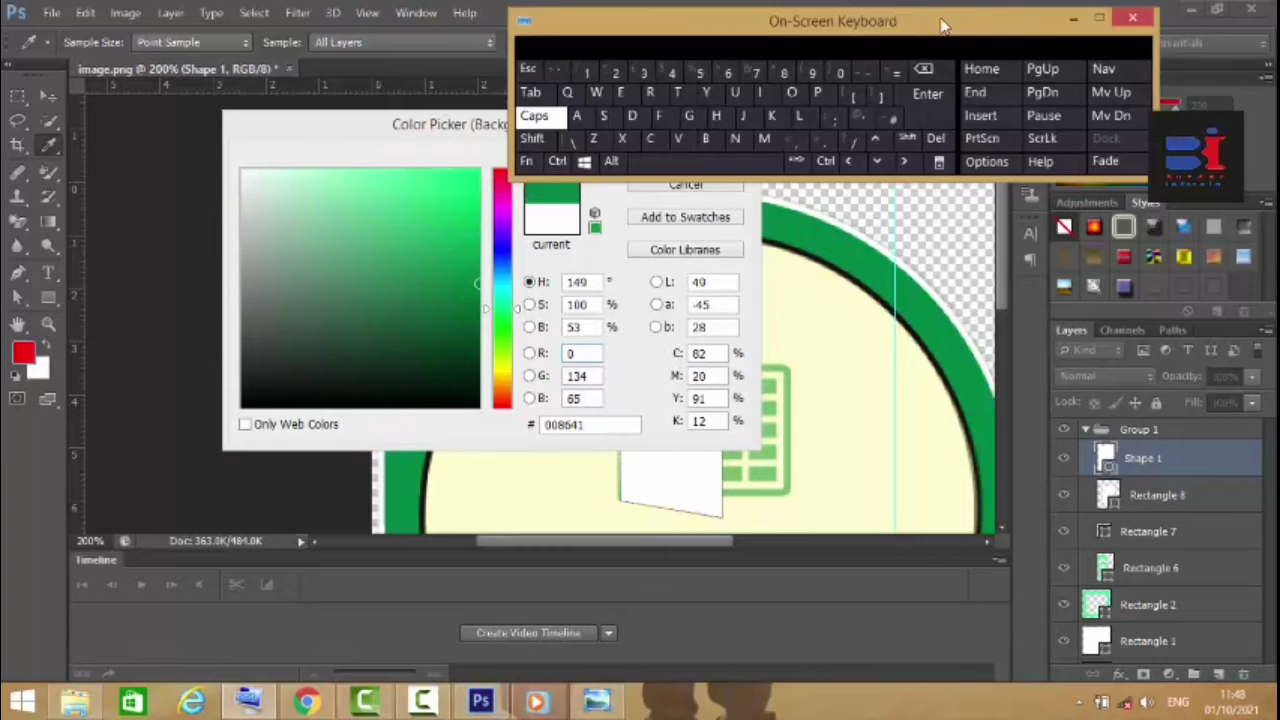 Ps File Edit Image Layer Type Select Filter 3D View Window Help
On-Screen Keyboard
Sample Size: Point Sample Sample: All Layers
image.png @ 200% (Shape 1, RGB/8) *
Esc 1 2 3 4 5 6 7 8 9 0 - = Home PgUp Nav
Tab Q W E R T Y U I O P [ ] Enter End PgDn Mv Up
Caps A S D F G H J K L ; Insert Pause Mv Dn
Shift \ Z X C V B N M , . / Shift Del PrtScn ScrLk Dock
Fn Ctrl Alt Ctrl Options Help Fade
Color Picker (Backg
Cancel
Add to Swatches
current
Color Libraries
H: 149 °
S: 100 %
B: 53 %
R: 0
G: 134
B: 65
L: 49
a: -45
b: 28
C: 82 %
M: 20 %
Y: 91 %
K: 12 %
# 008641
Only Web Colors
Adjustments Styles
Layers Channels Paths
Kind
Normal Opacity: 100%
Lock: Fill: 100%
Group 1
Shape 1
Rectangle 8
Rectangle 7
Rectangle 6
Rectangle 2
Rectangle 1
200% Doc: 363.0K/484.0K
Timeline
Create Video Timeline
ENG
11:48
01/10/2021